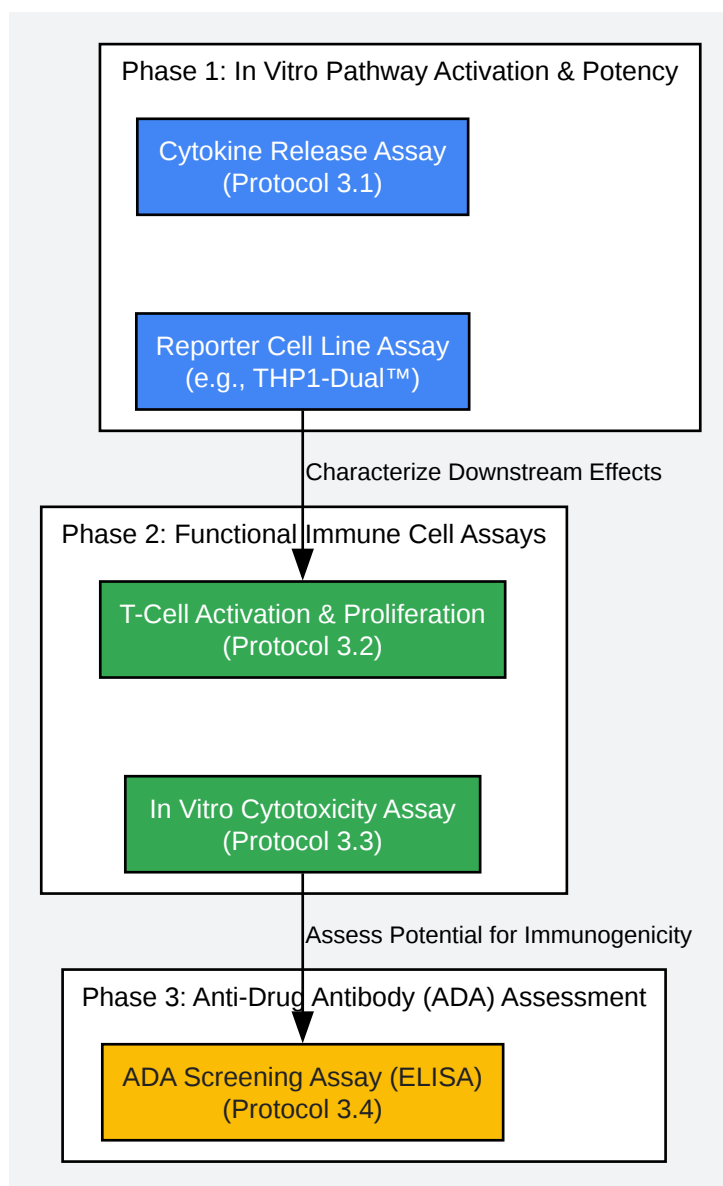 Phase 1: In Vitro Pathway Activation & Potency
Cytokine Release Assay
(Protocol 3.1)
Reporter Cell Line Assay
(e.g., THP1-Dual™)
Characterize Downstream Effects
Phase 2: Functional Immune Cell Assays
T-Cell Activation & Proliferation
(Protocol 3.2)
In Vitro Cytotoxicity Assay
(Protocol 3.3)
Assess Potential for Immunogenicity
Phase 3: Anti-Drug Antibody (ADA) Assessment
ADA Screening Assay (ELISA)
(Protocol 3.4)